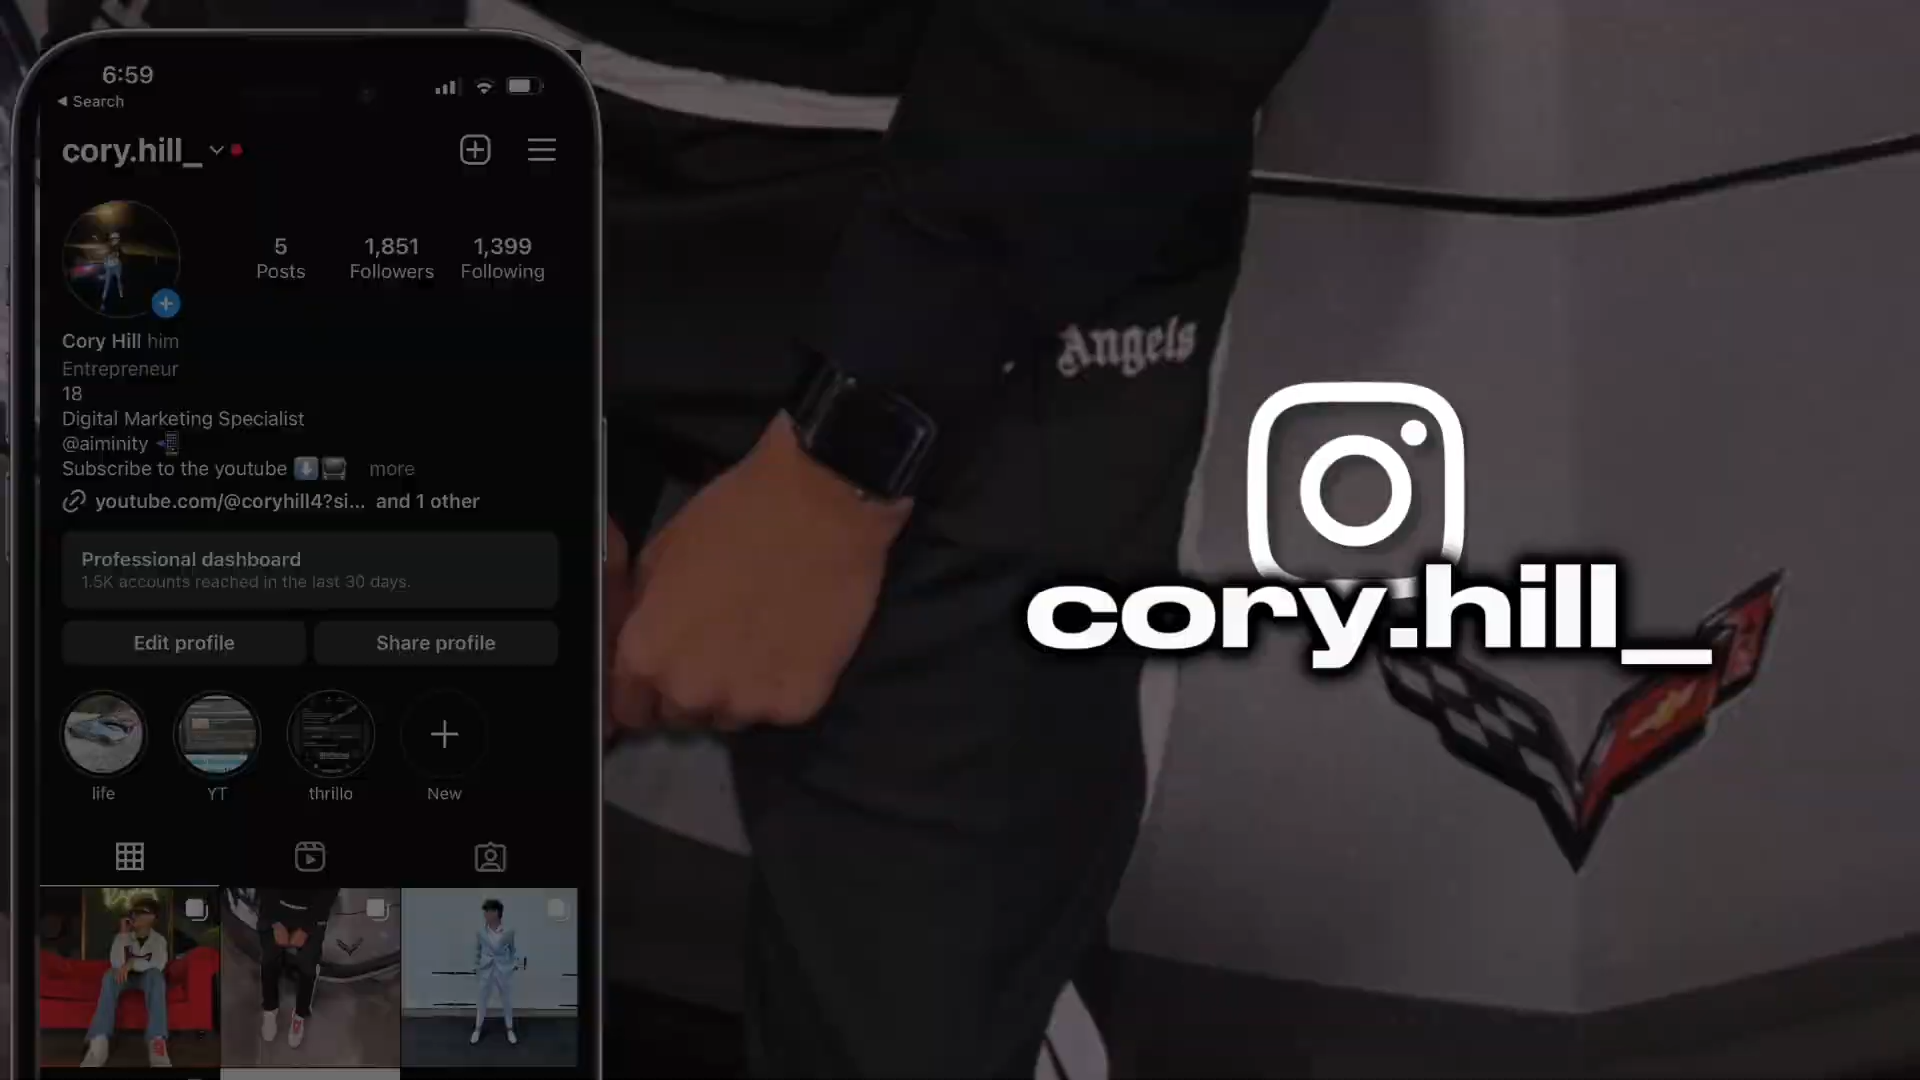 6:59
Search
cory.hill_
5
Posts
1,851
Followers
1,399
Following
Cory Hill him
Entrepreneur
18
Digital Marketing Specialist
@aiminity
Subscribe to the youtube more
youtube.com/@coryhill4?si... and 1 other
Professional dashboard
1.5K accounts reached in the last 30 days.
Edit profile
Share profile
life
YT
thrillo
New
Angels
cory.hill_